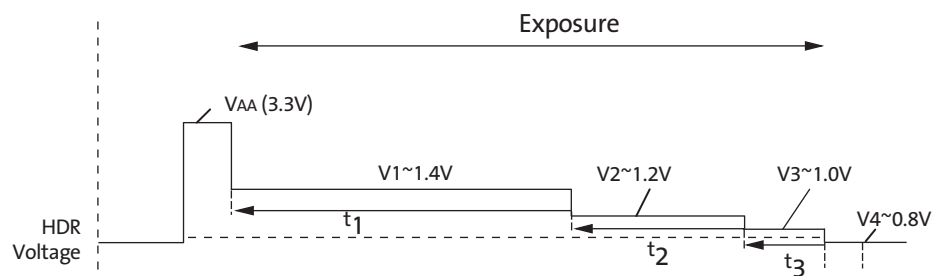 Exposure
VAA (3.3V)
V1~1.4V
V2~1.2V
V3~1.0V
HDR
Voltage
V4~0.8V
t1
t2
t3